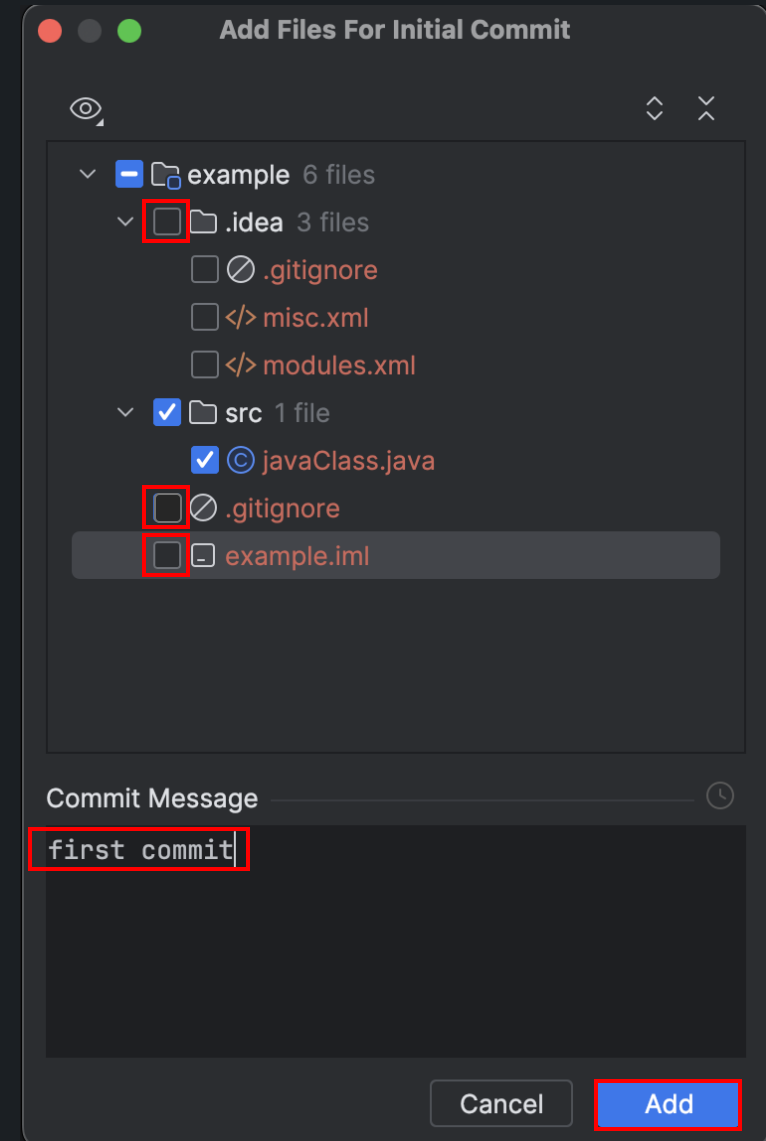 Add Files For Initial Commit
example 6 files
.idea 3 files
.gitignore
</> misc.xml
</> modules.xml
src 1 file
C javaClass.java
.gitignore
example.iml
Commit Message
first commit
Cancel
Add